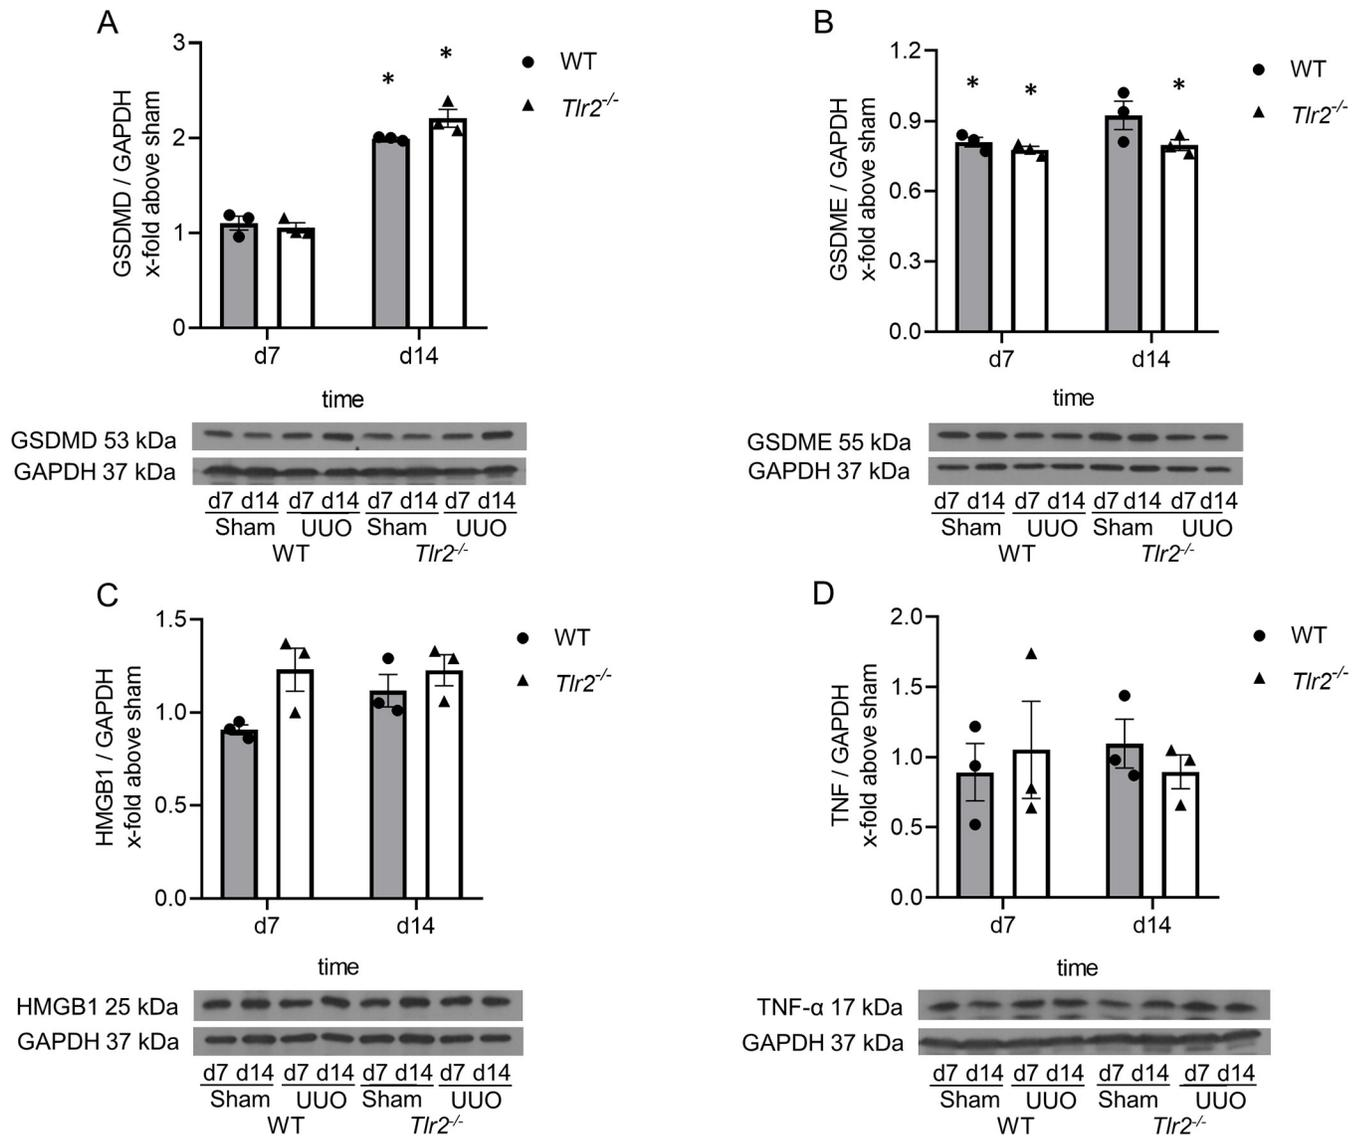 A
GSDMD / GAPDH
x-fold above sham
3
2
1
0
*
*
WT
Tlr2-/-
d7
d14
time
GSDMD 53 kDa
GAPDH 37 kDa
d7 d14 d7 d14 d7 d14 d7 d14
Sham UUO Sham UUO
WT Tlr2-/-
B
GSDME / GAPDH
x-fold above sham
1.2
0.9
0.6
0.3
0.0
*
*
*
WT
Tlr2-/-
d7
d14
time
GSDME 55 kDa
GAPDH 37 kDa
d7 d14 d7 d14 d7 d14 d7 d14
Sham UUO Sham UUO
WT Tlr2-/-
C
HMGB1 / GAPDH
x-fold above sham
1.5
1.0
0.5
0.0
WT
Tlr2-/-
d7
d14
time
HMGB1 25 kDa
GAPDH 37 kDa
d7 d14 d7 d14 d7 d14 d7 d14
Sham UUO Sham UUO
WT Tlr2-/-
D
TNF / GAPDH
x-fold above sham
2.0
1.5
1.0
0.5
0.0
WT
Tlr2-/-
d7
d14
time
TNF-α 17 kDa
GAPDH 37 kDa
d7 d14 d7 d14 d7 d14 d7 d14
Sham UUO Sham UUO
WT Tlr2-/-